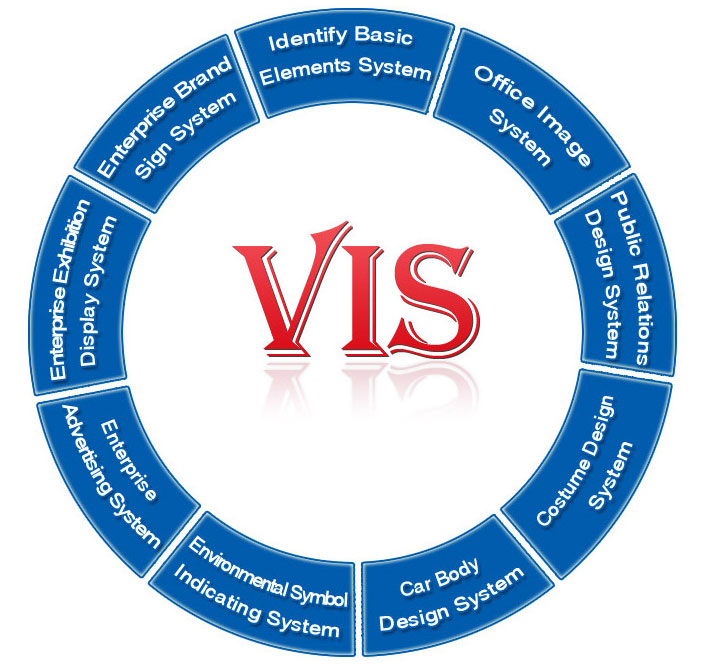 Identify Basic
Elements System
Office Image
System
Public Relations
Design System
Costume Design
System
Car Body
Design System
Environmental Symbol
Indicating System
Enterprise
Advertising System
Enterprise Exhibition
Display System
Enterprise Brand
Sign System
VIS